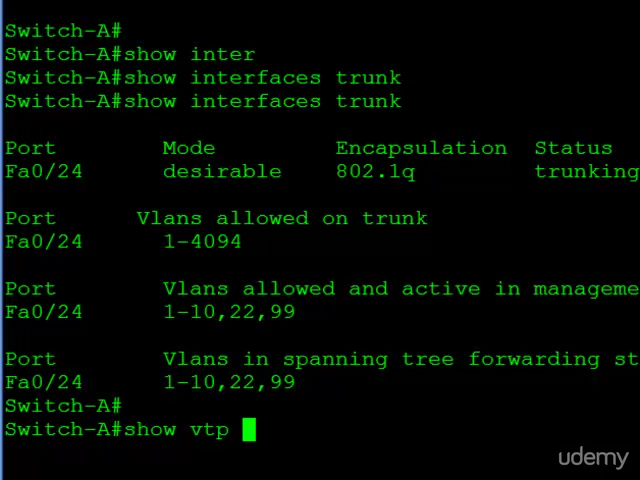 Switch-A#
Switch-A#show inter
Switch-A#show interfaces trunk
Switch-A#show interfaces trunk
Port Mode Encapsulation Status
Fa0/24 desirable 802.1q trunking
Port Vlans allowed on trunk
Fa0/24 1-4094
Port Vlans allowed and active in manageme
Fa0/24 1-10,22,99
Port Vlans in spanning tree forwarding st
Fa0/24 1-10,22,99
Switch-A#
Switch-A#show vtp
udemy